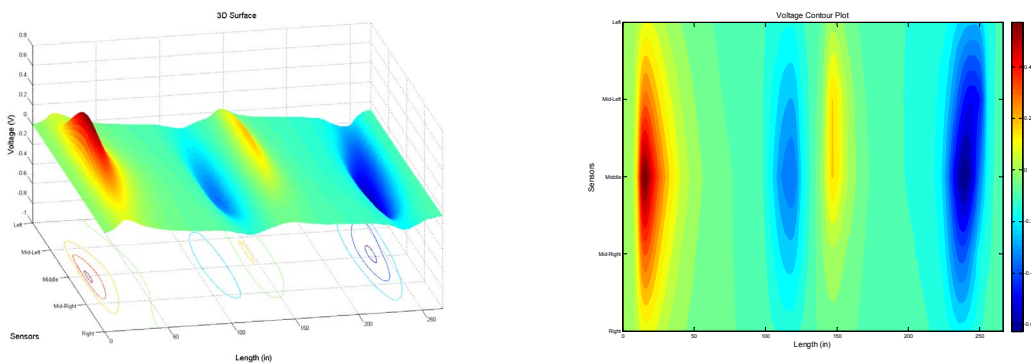 3D Surface
0.8
0.6
0.4
0.2
0
-0.2
-0.4
-0.6
-0.8
-1
Voltage (V)
Left
Mid-Left
Middle
Mid-Right
Right
Sensors
0
50
100
150
200
250
Length (in)
Voltage Contour Plot
Left
Mid-Left
Middle
Mid-Right
Right
Sensors
0
50
100
150
200
250
Length (in)
0